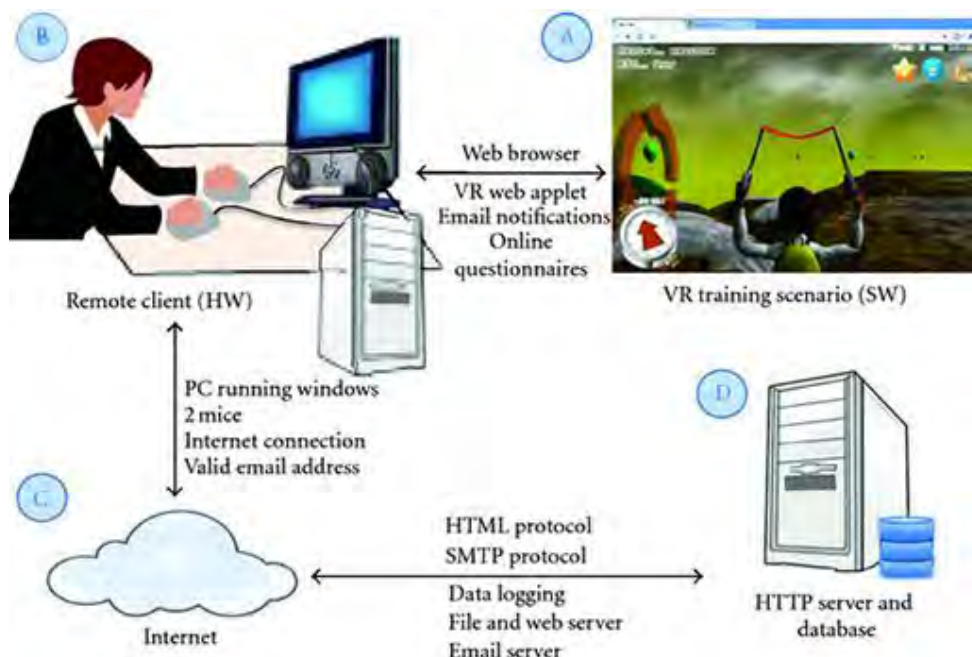 B
A
Web browser
VR web applet
Email notifications
Online
questionnaires
Remote client (HW)
VR training scenario (SW)
PC running windows
2 mice
Internet connection
Valid email address
D
C
HTML protocol
SMTP protocol
Data logging
File and web server
Email server
Internet
HTTP server and
database